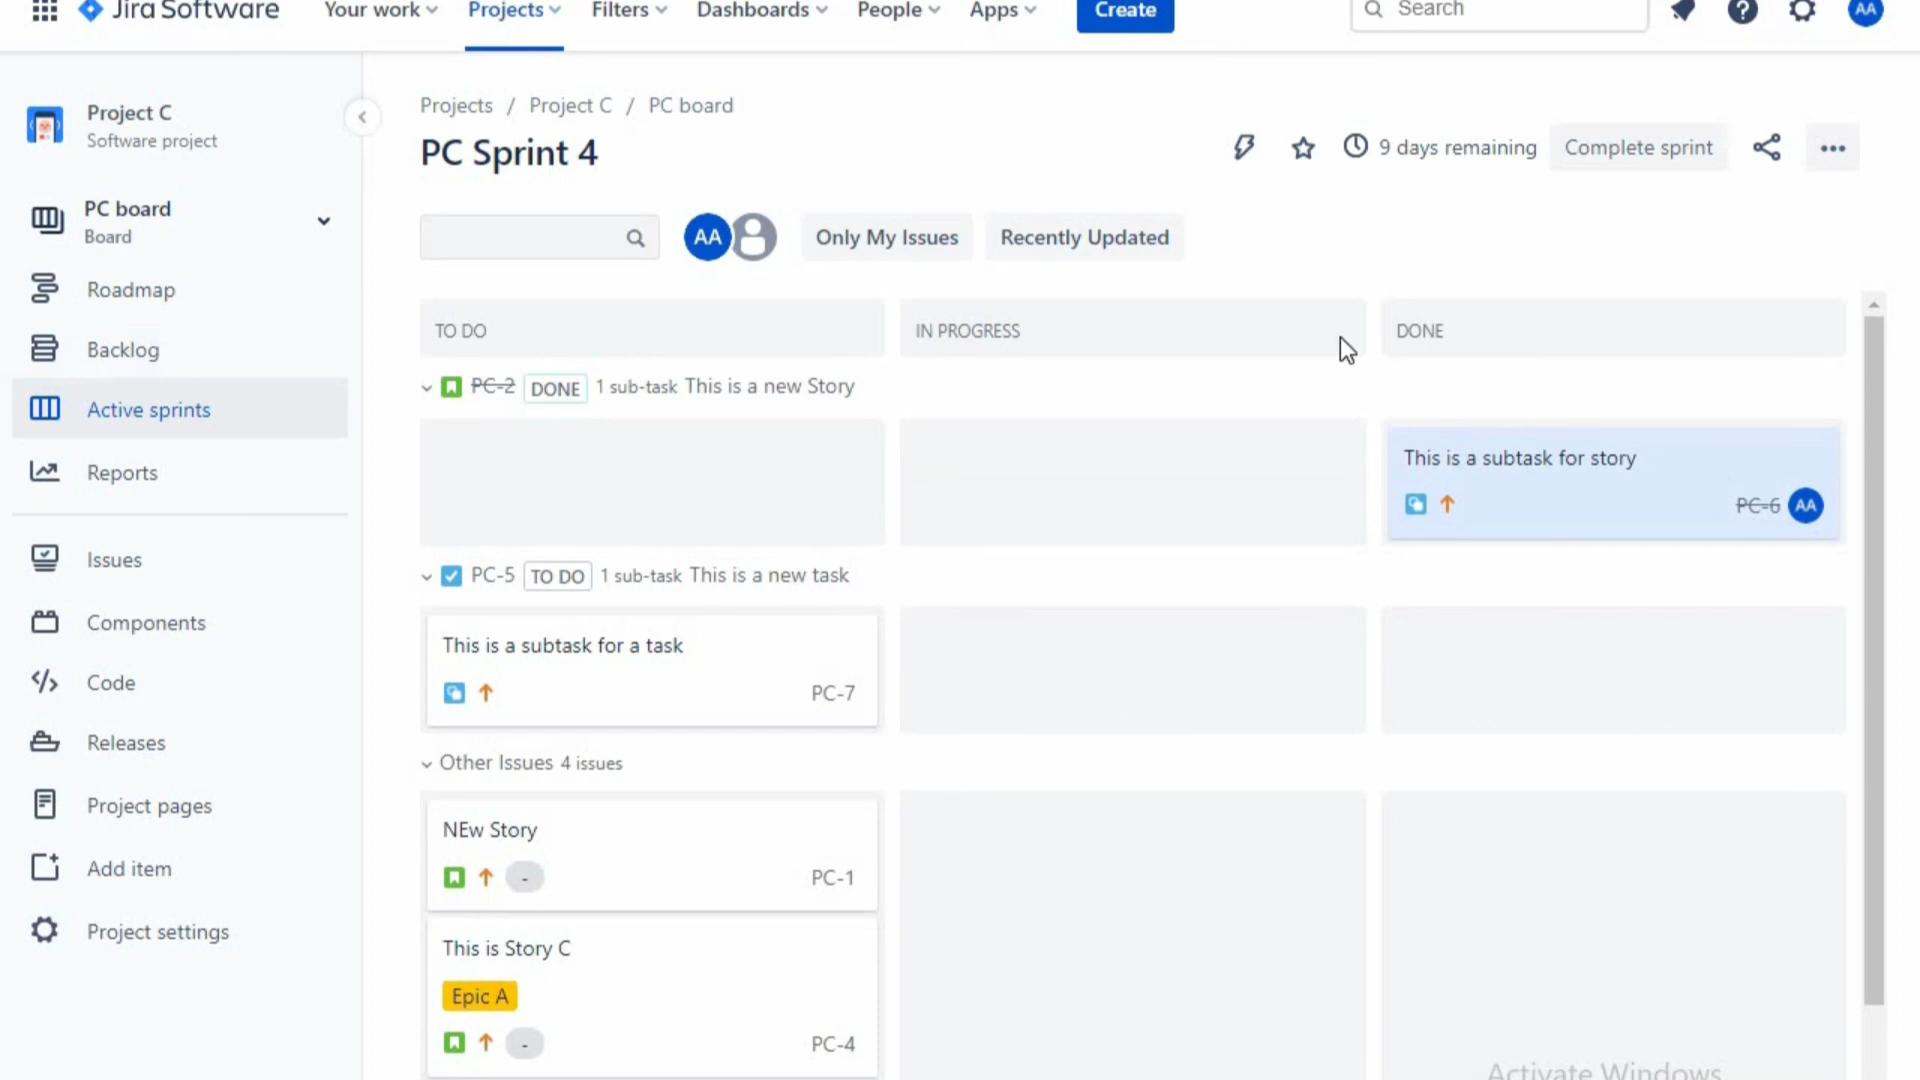 Jira Software Your work Projects Filters Dashboards People Apps Create Search AA
Project C
Software project
PC board
Board
Roadmap
Backlog
Active sprints
Reports
Issues
Components
Code
Releases
Project pages
Add item
Project settings
Projects / Project C / PC board
PC Sprint 4
9 days remaining Complete sprint
AA Only My Issues Recently Updated
TO DO IN PROGRESS DONE
PC-2 DONE 1 sub-task This is a new Story
This is a subtask for story
PC-6 AA
PC-5 TO DO 1 sub-task This is a new task
This is a subtask for a task
PC-7
Other Issues 4 issues
NEw Story
- PC-1
This is Story C
Epic A
- PC-4
Activate Windows